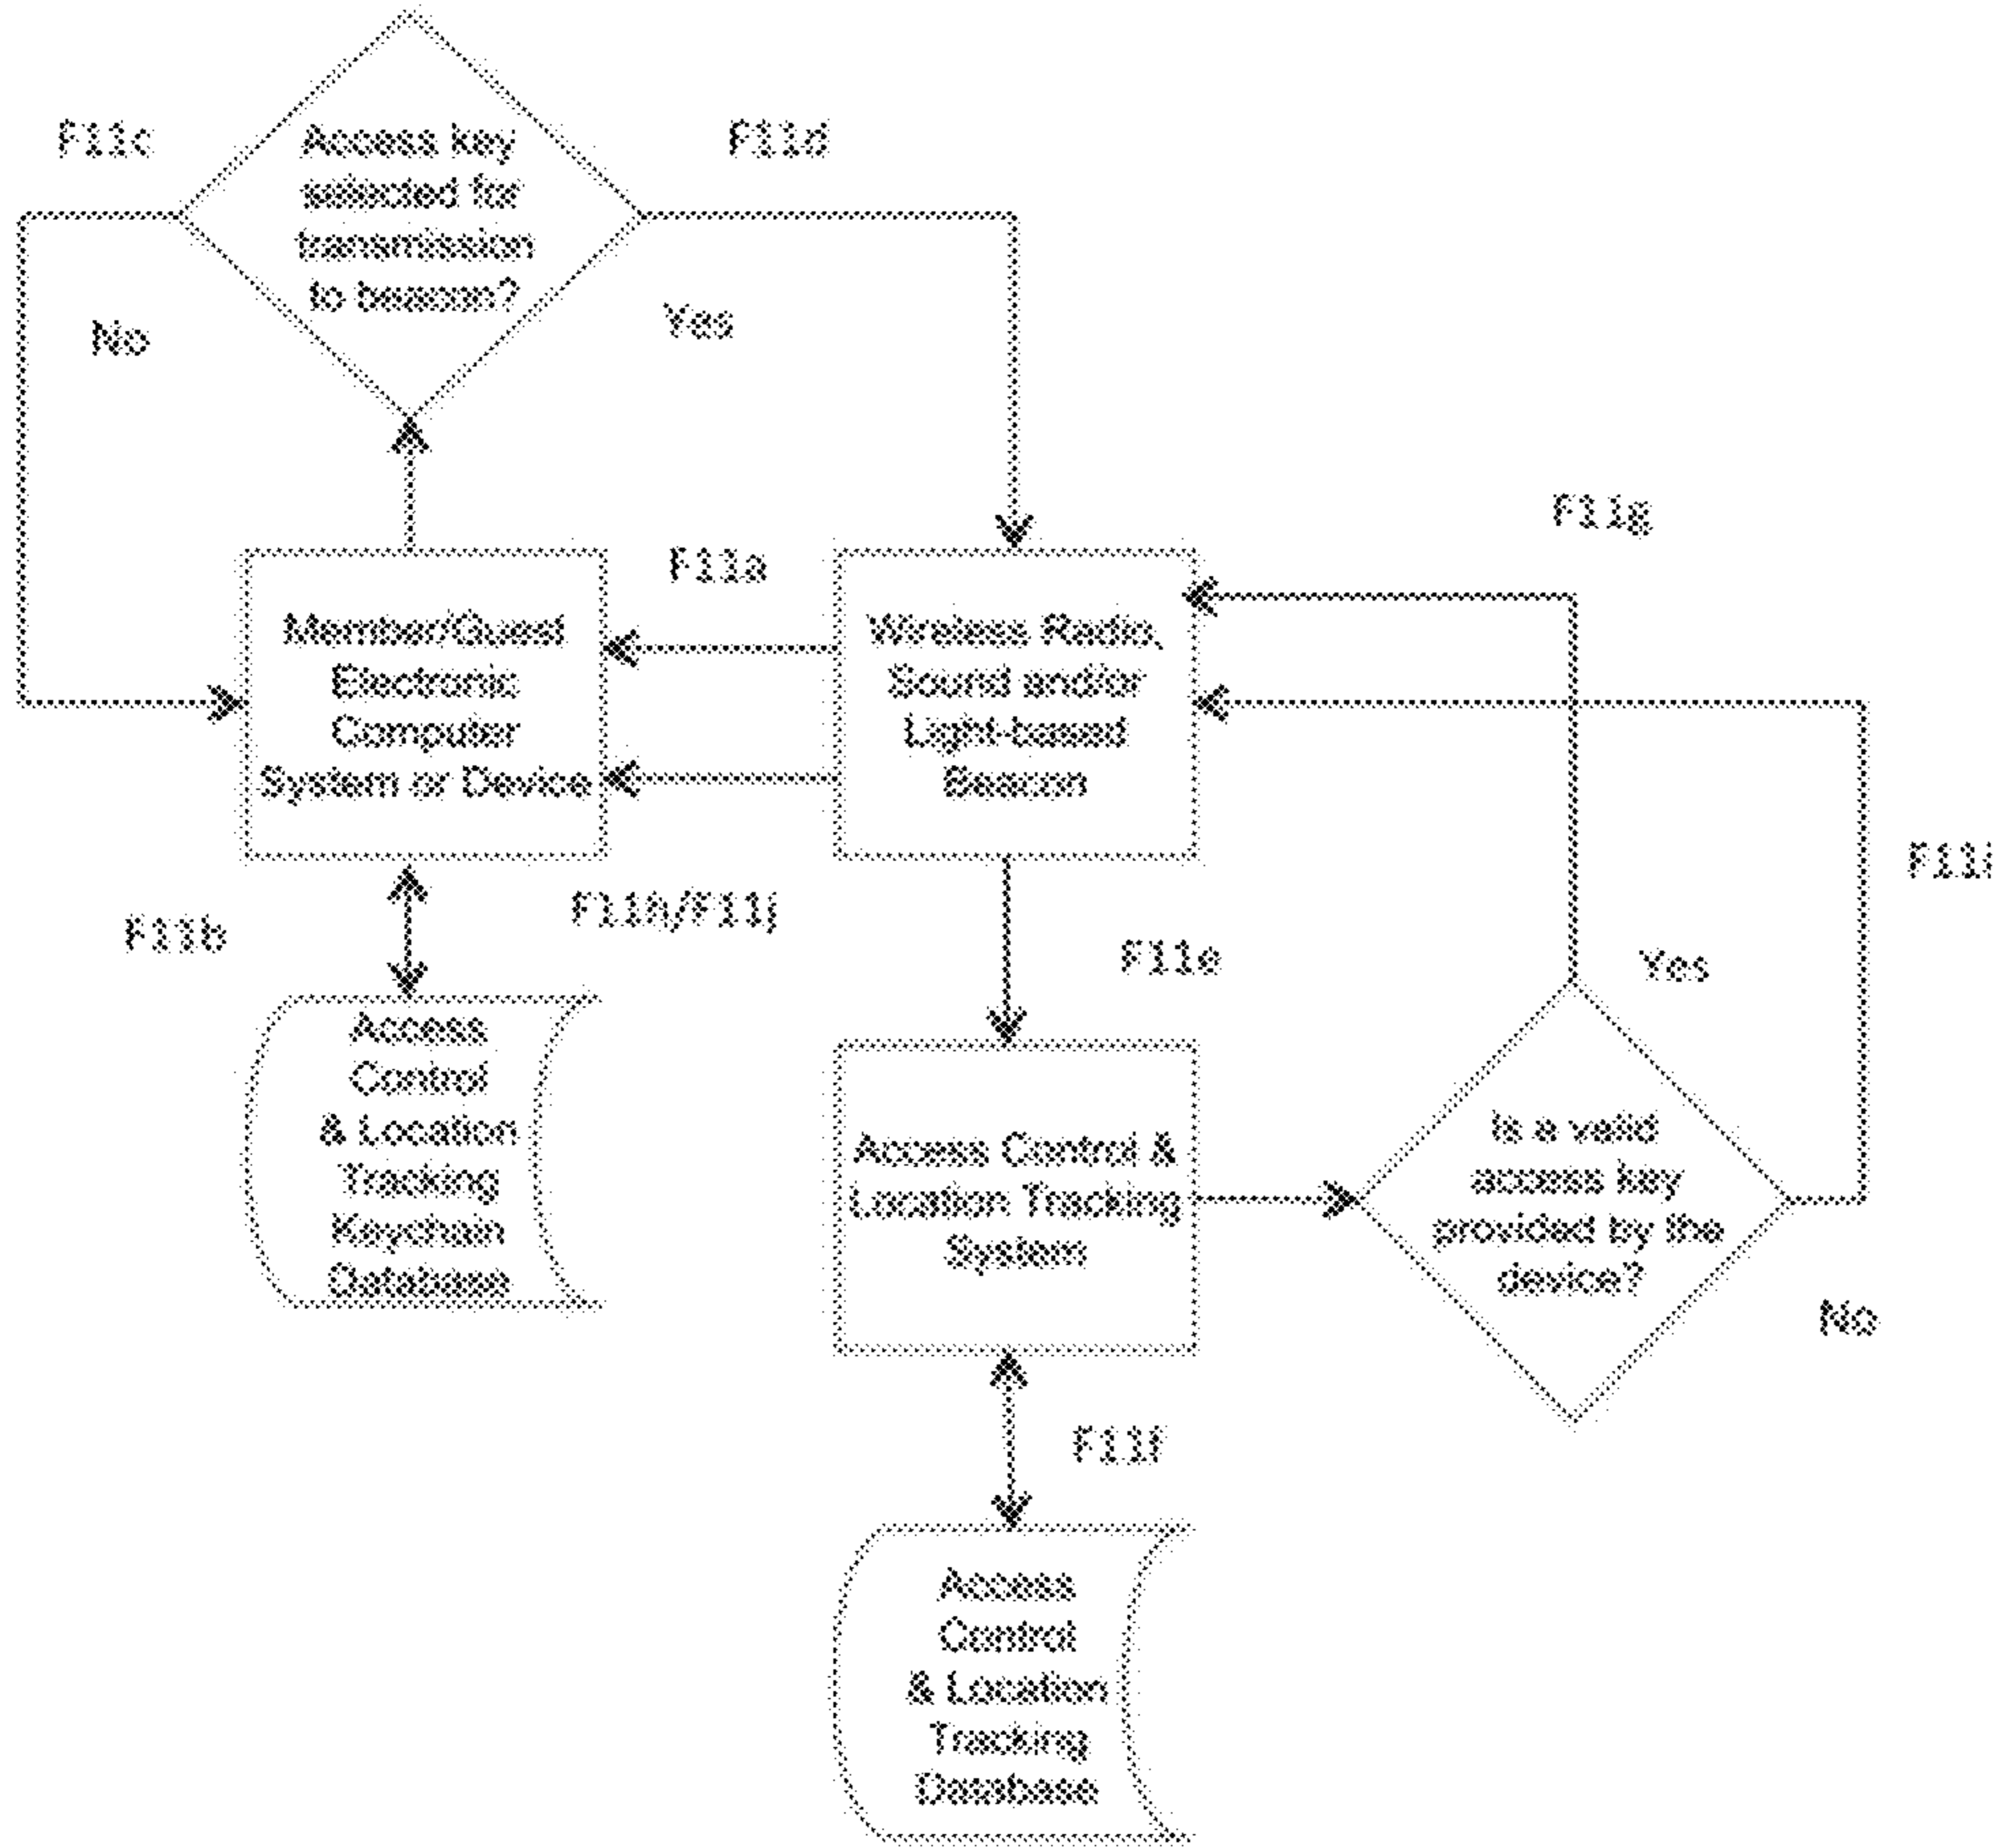 F11c
Access key
selected for
transmission
to beacon?
F11d
No
Yes
F11g
F11a
Member/Guest
Electronic
Computer
System or Device
Wireless Radio,
Sound and/or
Light-based
Beacon
F11i
F11b
F11h/F11j
F11e
Yes
Access
Control
& Location
Tracking
Keychain
Database
Access Control &
Location Tracking
System
Is a valid
access key
provided by the
device?
No
F11f
Access
Control
& Location
Tracking
Database